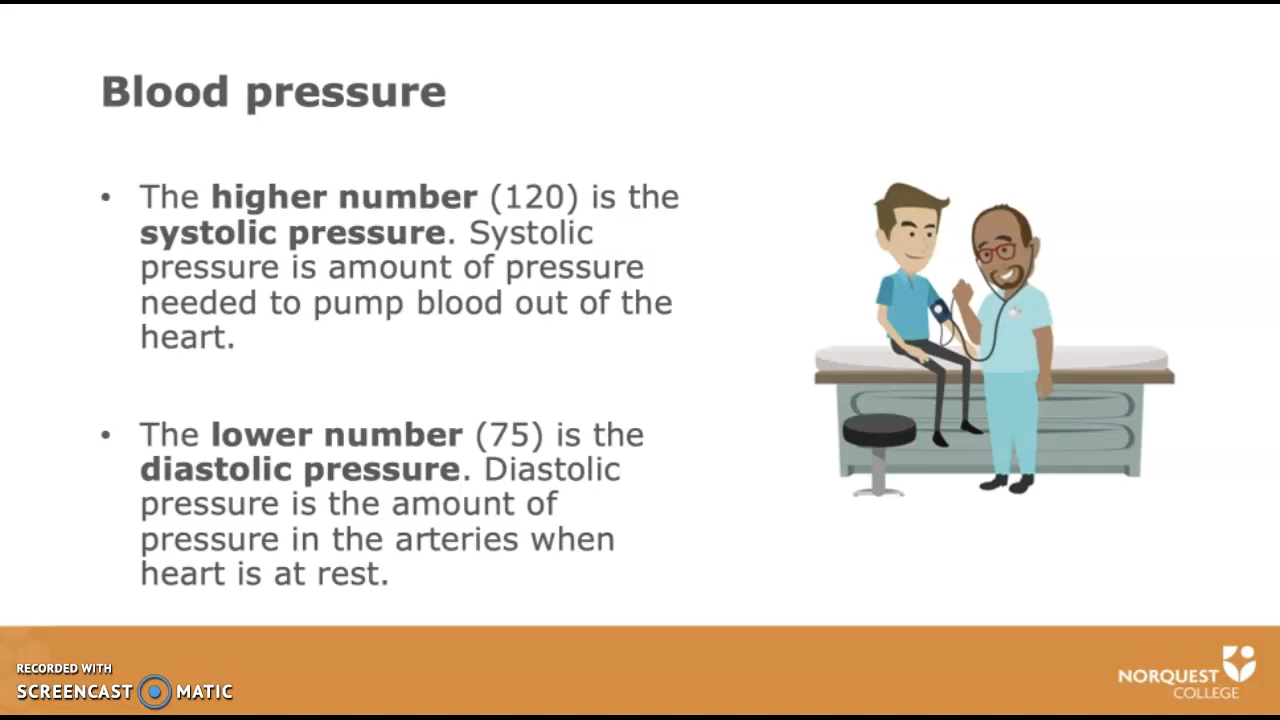 Blood pressure
• The higher number (120) is the
systolic pressure. Systolic
pressure is amount of pressure
needed to pump blood out of the
heart.
• The lower number (75) is the
diastolic pressure. Diastolic
pressure is the amount of
pressure in the arteries when
heart is at rest.
RECORDED WITH
SCREENCAST MATIC
NORQUEST
COLLEGE